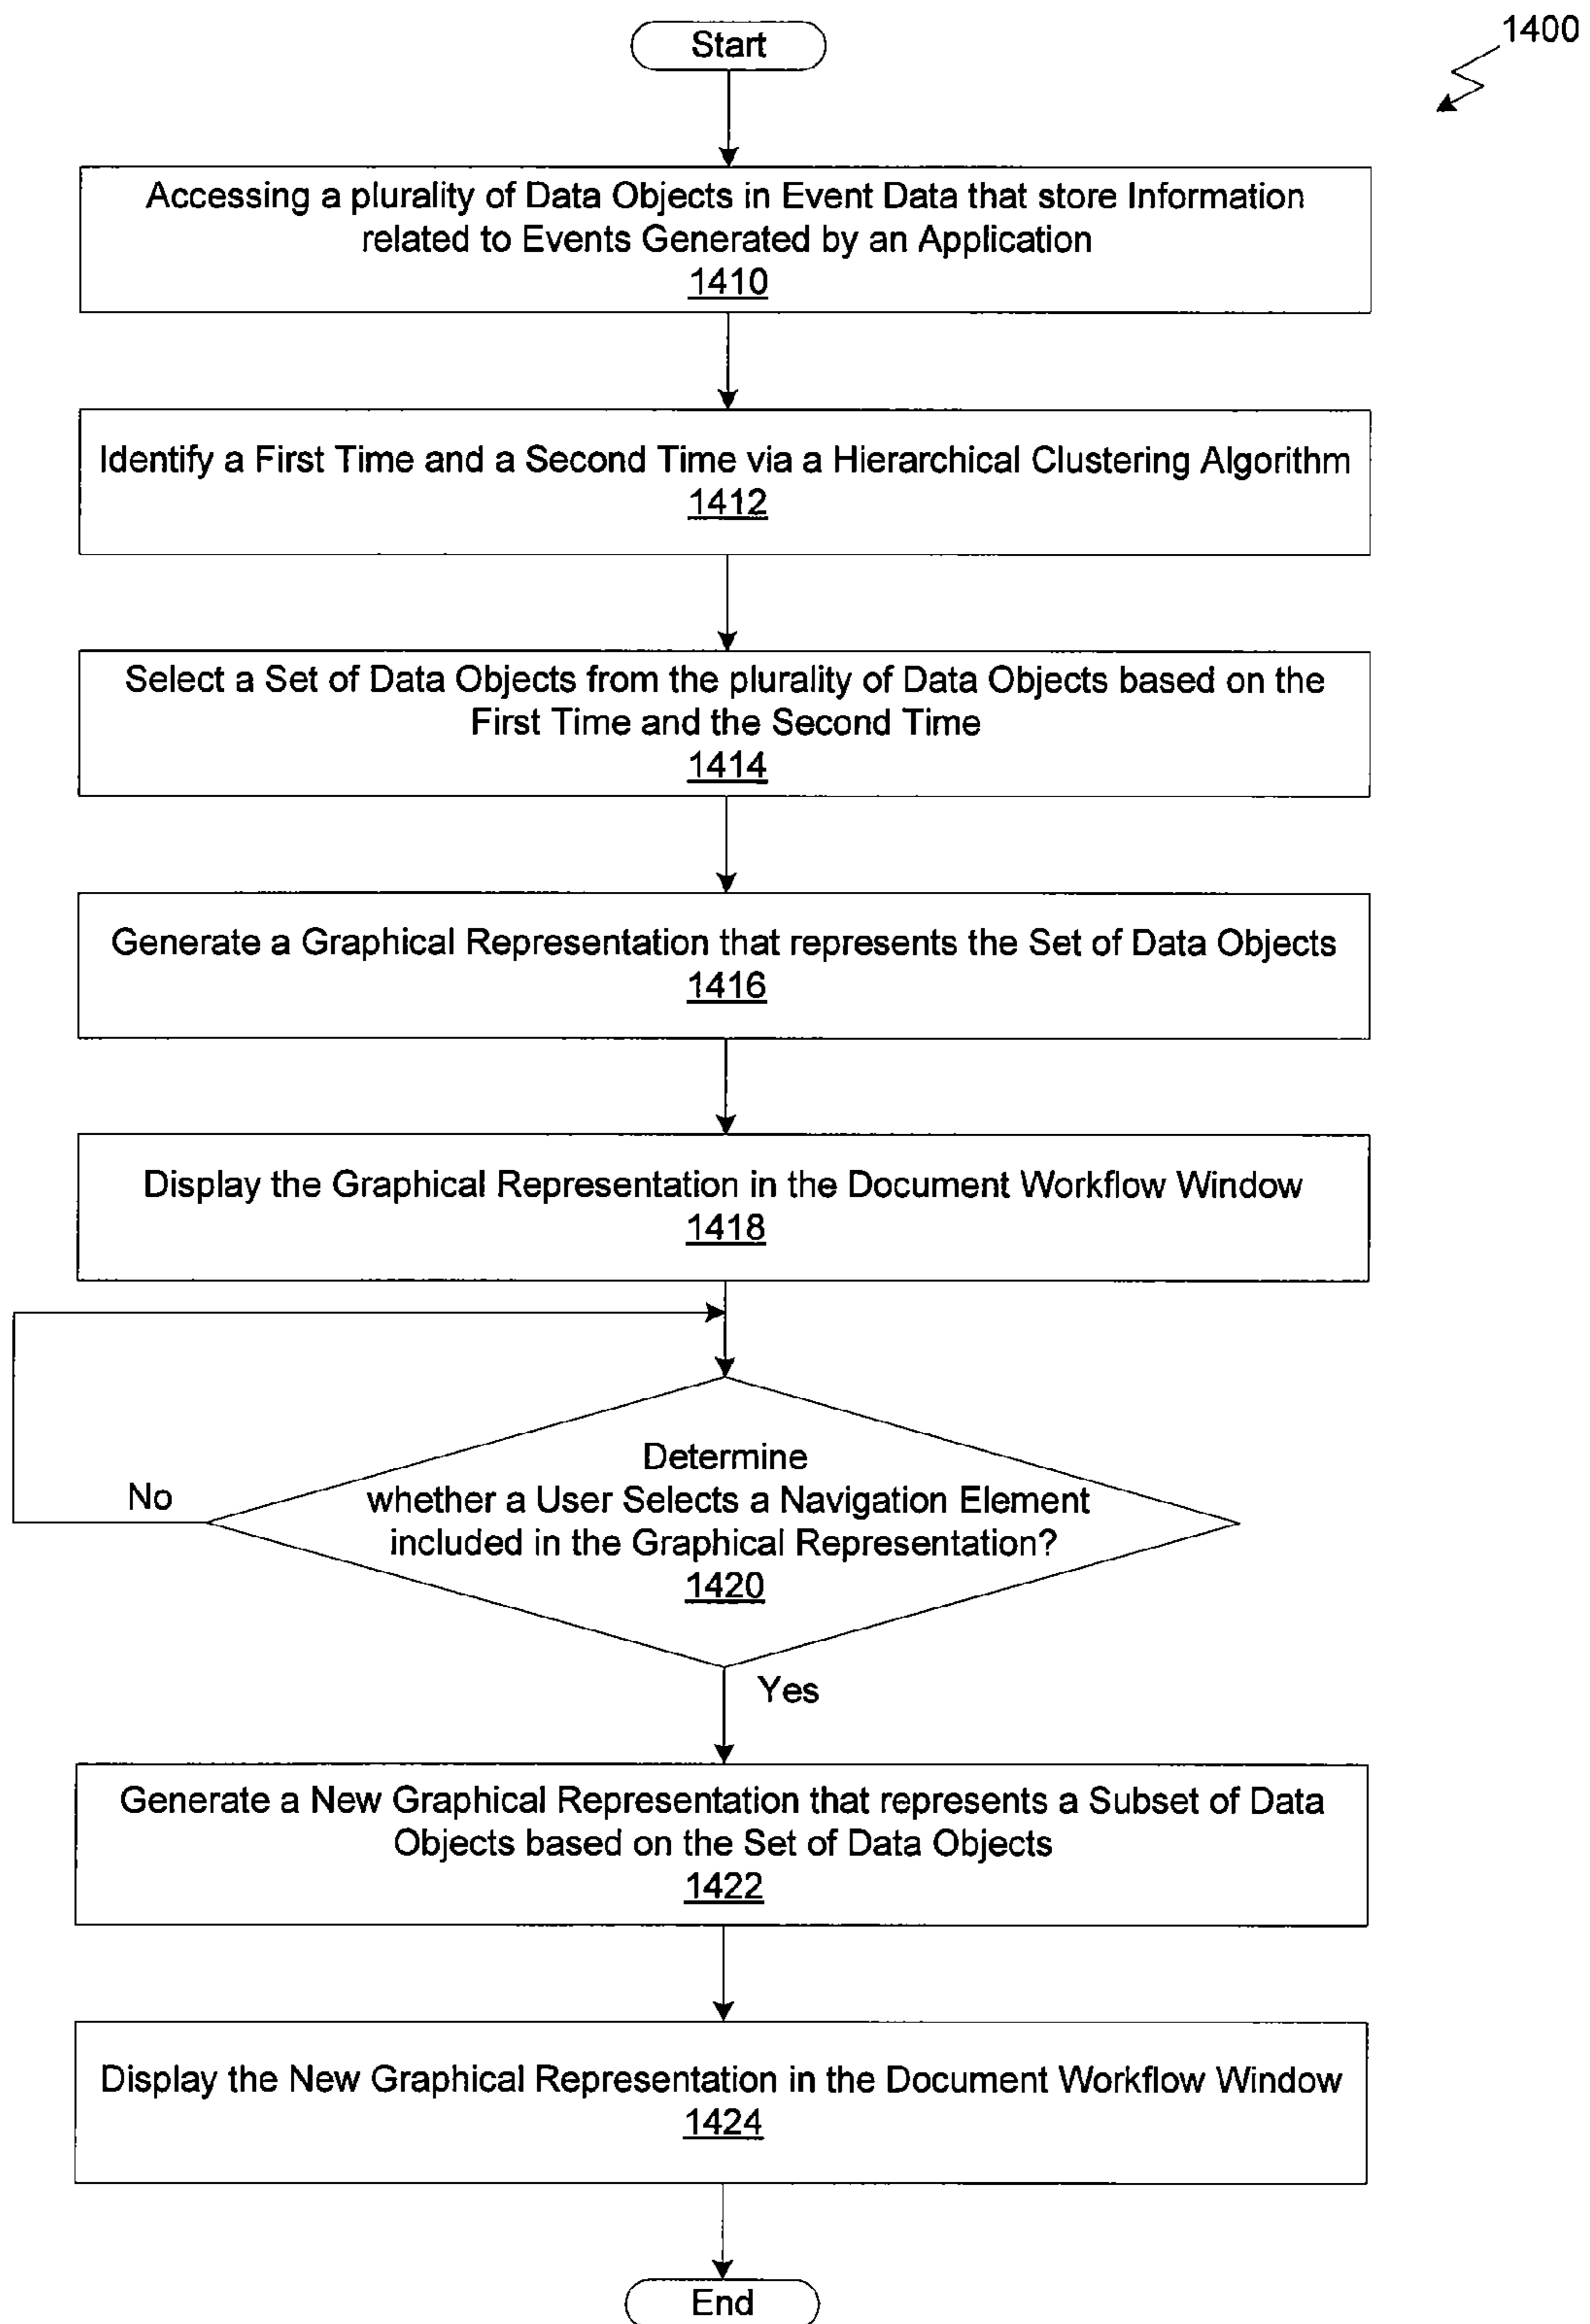 Start
1400
Accessing a plurality of Data Objects in Event Data that store Information
related to Events Generated by an Application
1410
Identify a First Time and a Second Time via a Hierarchical Clustering Algorithm
1412
Select a Set of Data Objects from the plurality of Data Objects based on the
First Time and the Second Time
1414
Generate a Graphical Representation that represents the Set of Data Objects
1416
Display the Graphical Representation in the Document Workflow Window
1418
Determine
whether a User Selects a Navigation Element
included in the Graphical Representation?
1420
No
Yes
Generate a New Graphical Representation that represents a Subset of Data
Objects based on the Set of Data Objects
1422
Display the New Graphical Representation in the Document Workflow Window
1424
End